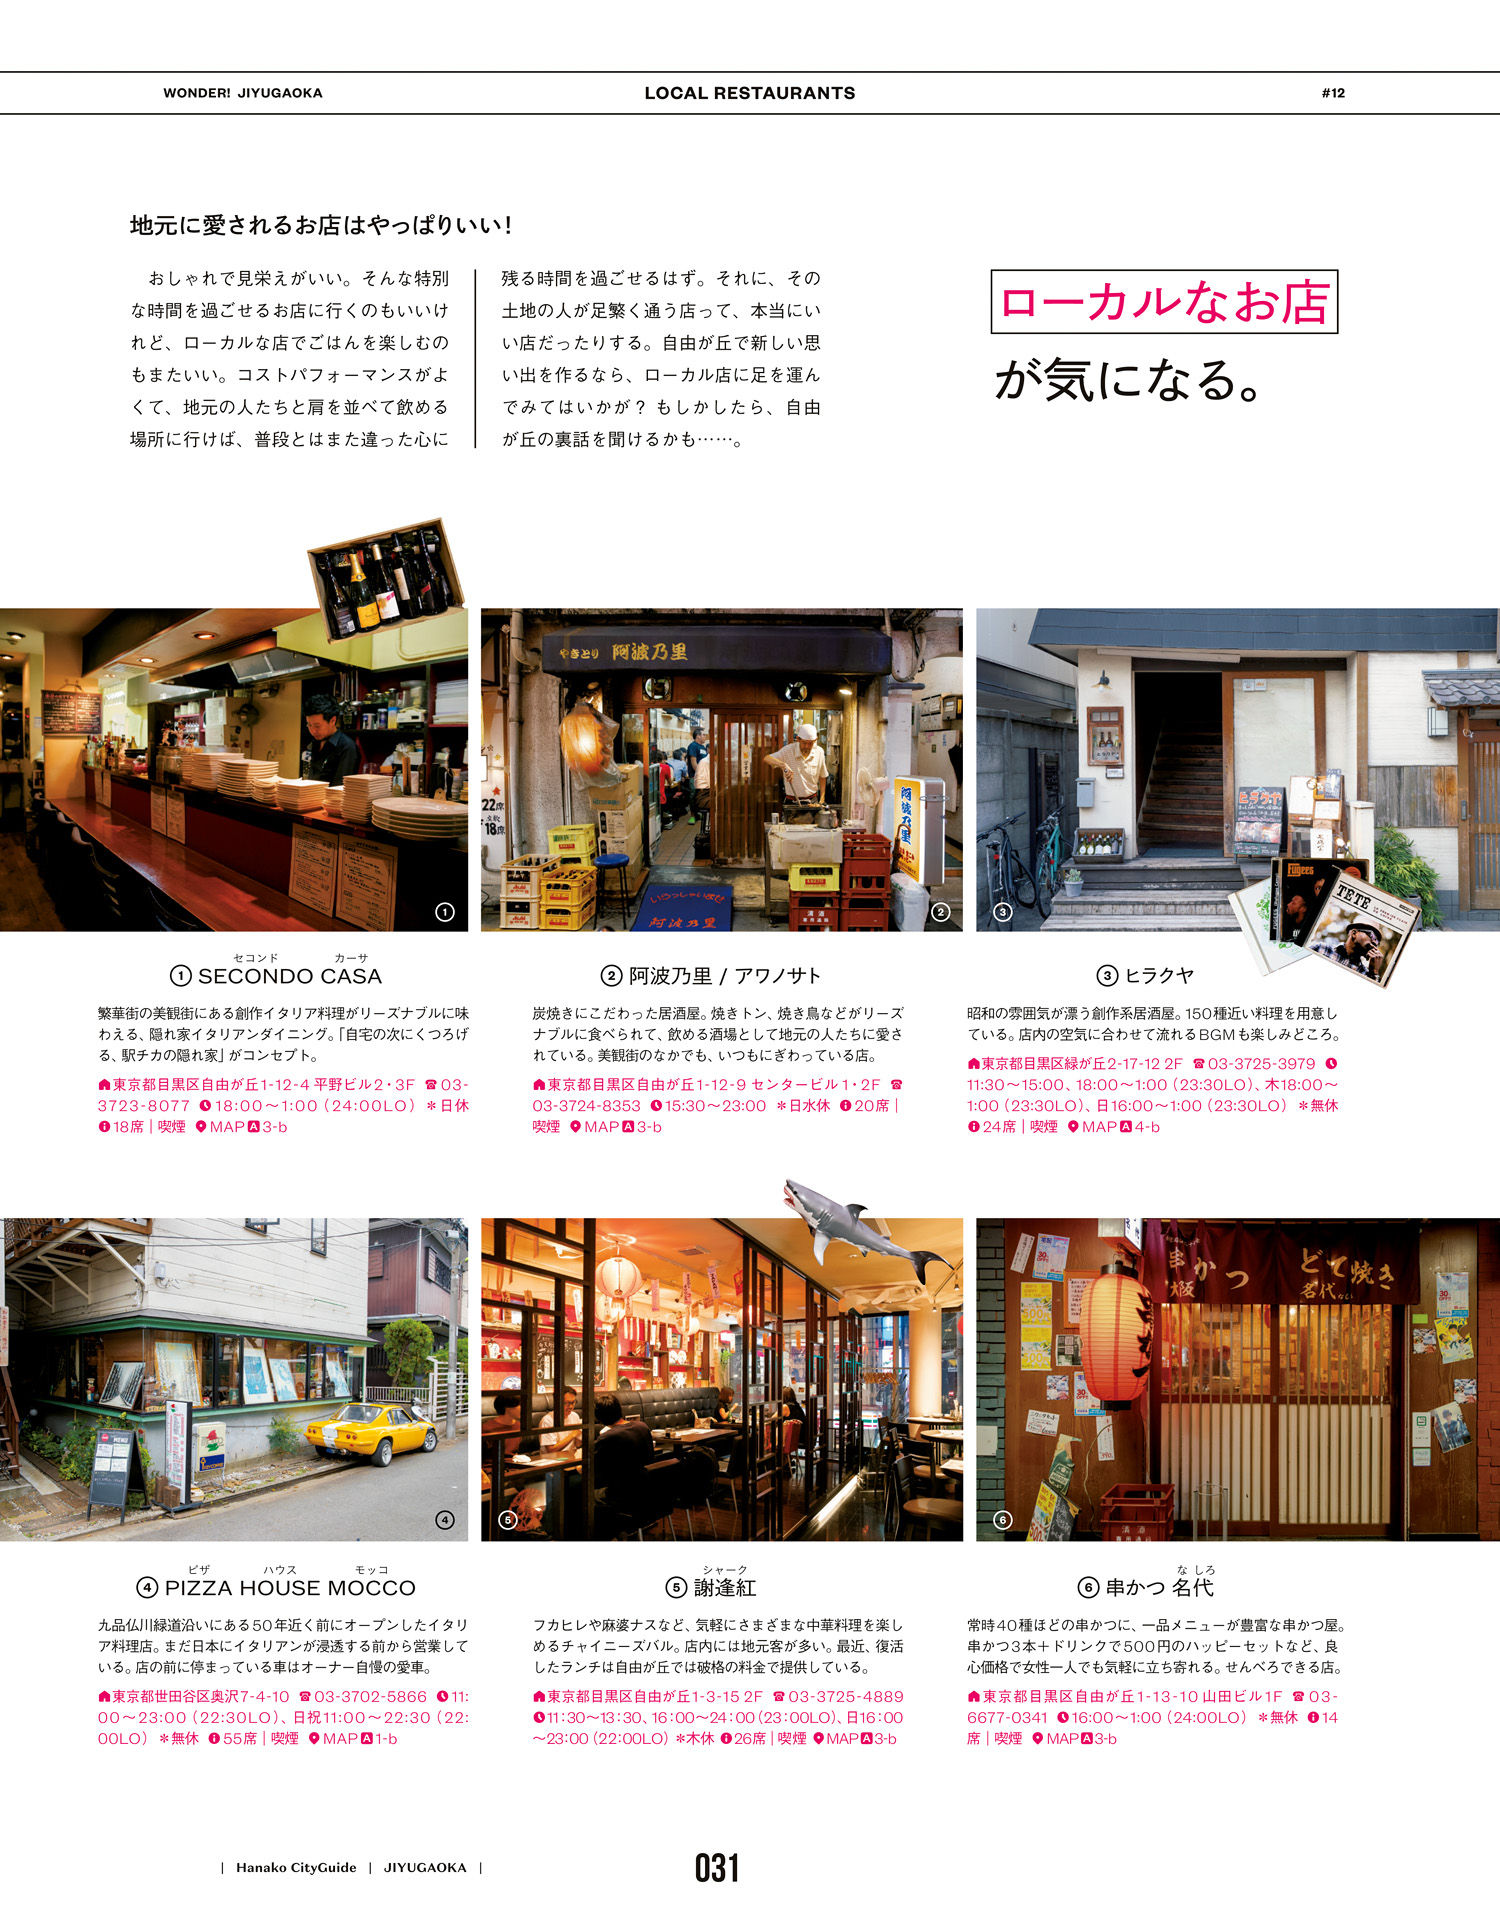 WONDER! JIYUGAOKA
LOCAL RESTAURANTS
#12
地元に愛されるお店はやっぱりいい！
おしゃれで見栄えがいい。そんな特別
な時間を過ごせるお店に行くのもいいけ
れど、ローカルな店でごはんを楽しむの
もまたいい。コストパフォーマンスがよ
くて、地元の人たちと肩を並べて飲める
場所に行けば、普段とはまた違った心に
残る時間を過ごせるはず。それに、その
土地の人が足繁く通う店って、本当にい
い店だったりする。自由が丘で新しい思
い出を作るなら、ローカル店に足を運ん
でみてはいかが？ もしかしたら、自由
が丘の裏話を聞けるかも……。
ローカルなお店
が気になる。
やきとり 阿波乃里
22席
18席
阿波乃里
いらっしゃいませ
阿波乃里
ヒラクヤ
fugees
TETE
①
②
③
セコンド カーサ
① SECONDO CASA
繁華街の美観街にある創作イタリア料理がリーズナブルに味
わえる、隠れ家イタリアンダイニング。「自宅の次にくつろげ
る、駅チカの隠れ家」がコンセプト。
東京都目黒区自由が丘1-12-4 平野ビル2・3F ☎03-
3723-8077 18:00〜1:00（24:00LO） ＊日休
18席｜喫煙 MAP A 3-b
② 阿波乃里 / アワノサト
炭焼きにこだわった居酒屋。焼きトン、焼き鳥などがリーズ
ナブルに食べられて、飲める酒場として地元の人たちに愛さ
れている。美観街のなかでも、いつもにぎわっている店。
東京都目黒区自由が丘1-12-9 センタービル1・2F ☎
03-3724-8353 15:30〜23:00 ＊日水休 20席｜
喫煙 MAP A 3-b
③ ヒラクヤ
昭和の雰囲気が漂う創作系居酒屋。150種近い料理を用意し
ている。店内の空気に合わせて流れるBGMも楽しみどころ。
東京都目黒区緑が丘2-17-12 2F ☎03-3725-3979
11:30〜15:00、18:00〜1:00（23:30LO）、木18:00〜
1:00（23:30LO）、日16:00〜1:00（23:30LO） ＊無休
24席｜喫煙 MAP A 4-b
MENU
串かつ どて焼き
大阪 名代
④
⑤
⑥
ピザ ハウス モッコ
④ PIZZA HOUSE MOCCO
九品仏川緑道沿いにある50年近く前にオープンしたイタリ
ア料理店。まだ日本にイタリアンが浸透する前から営業して
いる。店の前に停まっている車はオーナー自慢の愛車。
東京都世田谷区奥沢7-4-10 ☎03-3702-5866 11:
00〜23:00（22:30LO）、日祝11:00〜22:30（22:
00LO） ＊無休 55席｜喫煙 MAP A 1-b
シャーク
⑤ 謝逢紅
フカヒレや麻婆ナスなど、気軽にさまざまな中華料理を楽し
めるチャイニーズバル。店内には地元客が多い。最近、復活
したランチは自由が丘では破格の料金で提供している。
東京都目黒区自由が丘1-3-15 2F ☎03-3725-4889
11:30〜13:30、16:00〜24:00（23:00LO）、日16:00
〜23:00（22:00LO） ＊木休 26席｜喫煙 MAP A 3-b
なしろ
⑥ 串かつ 名代
常時40種ほどの串かつに、一品メニューが豊富な串かつ屋。
串かつ3本＋ドリンクで500円のハッピーセットなど、良
心価格で女性一人でも気軽に立ち寄れる。せんべろできる店。
東京都目黒区自由が丘1-13-10 山田ビル1F ☎03-
6677-0341 16:00〜1:00（24:00LO） ＊無休 14
席｜喫煙 MAP A 3-b
| Hanako CityGuide | JIYUGAOKA |
031